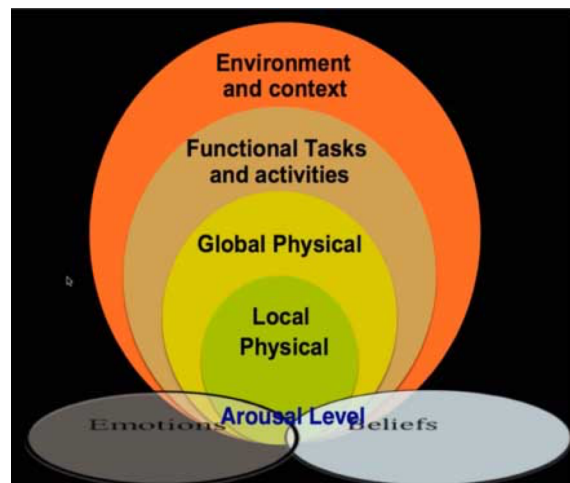 Environment
and context
Functional Tasks
and activities
Global Physical
Local
Physical
Arousal Level
Emotions
Beliefs